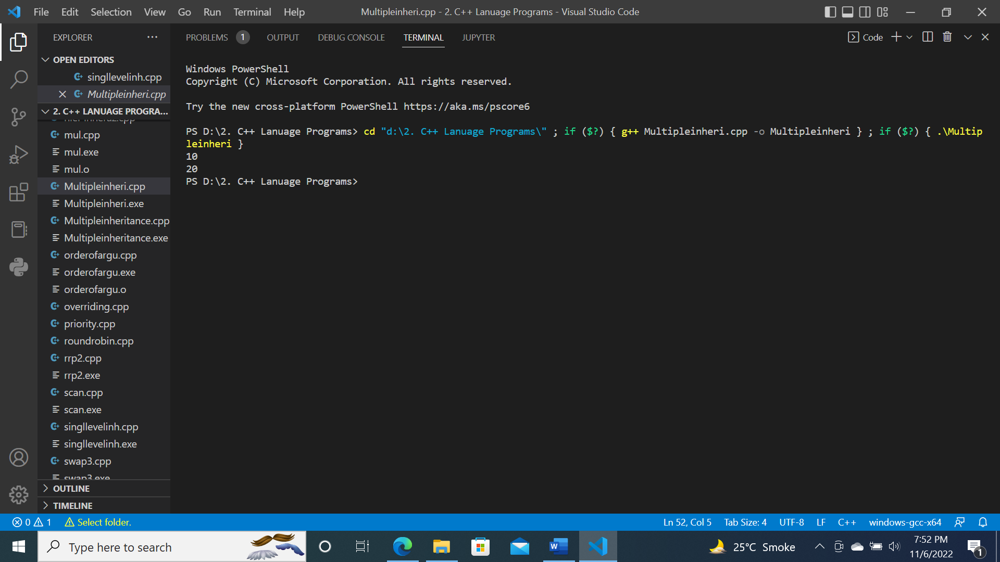 File Edit Selection View Go Run Terminal Help
Multipleinheri.cpp - 2. C++ Lanuage Programs - Visual Studio Code
EXPLORER
OPEN EDITORS
singllevelinh.cpp
Multipleinheri.cpp
2. C++ LANUAGE PROGRA...
mul.cpp
mul.exe
mul.o
Multipleinheri.cpp
Multipleinheri.exe
Multipleinheritance.cpp
Multipleinheritance.exe
orderofargu.cpp
orderofargu.exe
orderofargu.o
overriding.cpp
priority.cpp
roundrobin.cpp
rrp2.cpp
rrp2.exe
scan.cpp
scan.exe
singllevelinh.cpp
singllevelinh.exe
swap3.cpp
swap3.exe
OUTLINE
TIMELINE
PROBLEMS 1 OUTPUT DEBUG CONSOLE TERMINAL JUPYTER
Code
Windows PowerShell
Copyright (C) Microsoft Corporation. All rights reserved.
Try the new cross-platform PowerShell https://aka.ms/pscore6
PS D:\2. C++ Lanuage Programs> cd "d:\2. C++ Lanuage Programs\" ; if ($?) { g++ Multipleinheri.cpp -o Multipleinheri } ; if ($?) { .\Multip
leinheri }
10
20
PS D:\2. C++ Lanuage Programs>
0 1 Select folder.
Ln 52, Col 5 Tab Size: 4 UTF-8 LF C++ windows-gcc-x64
Type here to search
25°C Smoke
7:52 PM
11/6/2022
1